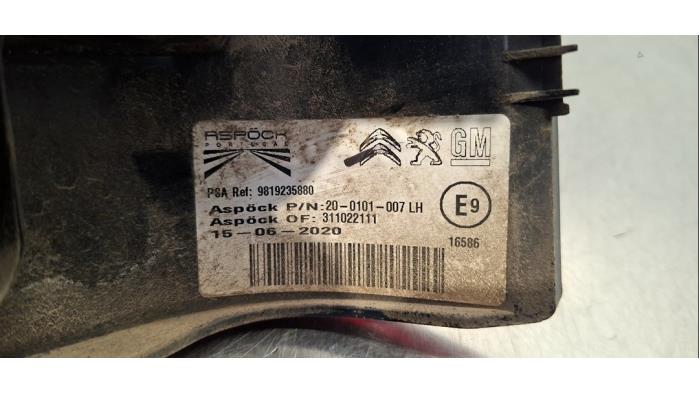 ASPÖCK
PORTUGAL
GM
PSA Ref: 9819235880
Aspöck P/N:20-0101-007 LH
Aspöck OF: 311022111
15-06-2020
E9
16586